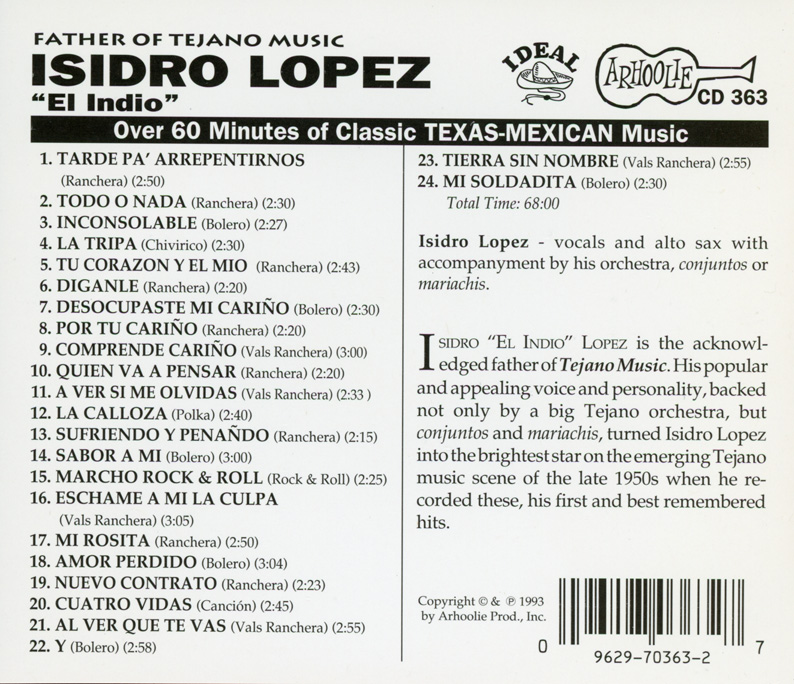 FATHER OF TEJANO MUSIC
ISIDRO LOPEZ
"El Indio"
IDEAL
ARHOOLIE
CD 363
Over 60 Minutes of Classic TEXAS-MEXICAN Music
1. TARDE PA' ARREPENTIRNOS
(Ranchera) (2:50)
2. TODO O NADA (Ranchera) (2:30)
3. INCONSOLABLE (Bolero) (2:27)
4. LA TRIPA (Chivirico) (2:30)
5. TU CORAZON Y EL MIO (Ranchera) (2:43)
6. DIGANLE (Ranchera) (2:20)
7. DESOCUPASTE MI CARIÑO (Bolero) (2:30)
8. POR TU CARIÑO (Ranchera) (2:20)
9. COMPRENDE CARIÑO (Vals Ranchera) (3:00)
10. QUIEN VA A PENSAR (Ranchera) (2:20)
11. A VER SI ME OLVIDAS (Vals Ranchera) (2:33 )
12. LA CALLOZA (Polka) (2:40)
13. SUFRIENDO Y PENAÑDO (Ranchera) (2:15)
14. SABOR A MI (Bolero) (3:00)
15. MARCHO ROCK & ROLL (Rock & Roll) (2:25)
16. ESCHAME A MI LA CULPA
(Vals Ranchera) (3:05)
17. MI ROSITA (Ranchera) (2:50)
18. AMOR PERDIDO (Bolero) (3:04)
19. NUEVO CONTRATO (Ranchera) (2:23)
20. CUATRO VIDAS (Canción) (2:45)
21. AL VER QUE TE VAS (Vals Ranchera) (2:55)
22. Y (Bolero) (2:58)
23. TIERRA SIN NOMBRE (Vals Ranchera) (2:55)
24. MI SOLDADITA (Bolero) (2:30)
Total Time: 68:00
Isidro Lopez - vocals and alto sax with
accompanyment by his orchestra, conjuntos or
mariachis.
ISIDRO "EL INDIO" LOPEZ is the acknowl-
edged father of Tejano Music. His popular
and appealing voice and personality, backed
not only by a big Tejano orchestra, but
conjuntos and mariachis, turned Isidro Lopez
into the brightest star on the emerging Tejano
music scene of the late 1950s when he re-
corded these, his first and best remembered
hits.
Copyright © & ℗ 1993
by Arhoolie Prod., Inc.
0 9629-70363-2 7